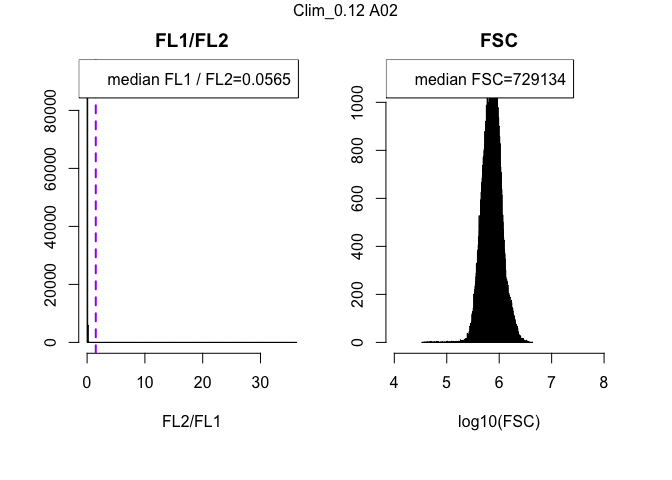 Clim_0.12 A02
FL1/FL2
median FL1 / FL2=0.0565
0
20000
40000
60000
80000
0 10 20 30
FL2/FL1
FSC
median FSC=729134
0
200
400
600
800
1000
4 5 6 7 8
log10(FSC)